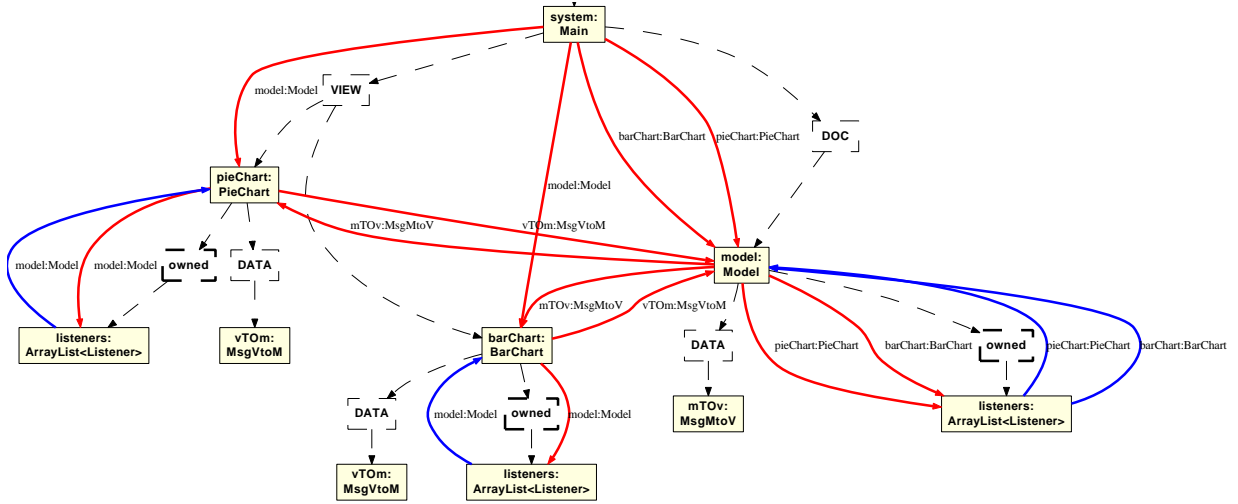 system:
Main
model:Model
VIEW
barChart:BarChart
pieChart:PieChart
DOC
pieChart:
PieChart
model:Model
mTOv:MsgMtoV
vTOm:MsgVtoM
model:Model
model:Model
owned
DATA
model:
Model
mTOv:MsgMtoV
vTOm:MsgVtoM
listeners:
ArrayList<Listener>
vTOm:
MsgVtoM
barChart:
BarChart
DATA
pieChart:PieChart
barChart:BarChart
owned
pieChart:PieChart
barChart:BarChart
DATA
model:Model
owned
model:Model
mTOv:
MsgMtoV
listeners:
ArrayList<Listener>
vTOm:
MsgVtoM
listeners:
ArrayList<Listener>